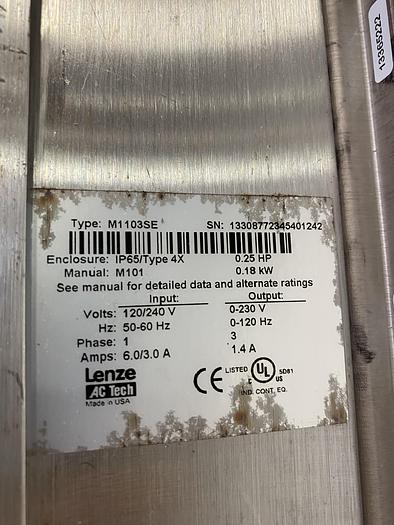 13365222
Type: M1103SE SN: 13308772345401242
Enclosure: IP65/Type 4X 0.25 HP
Manual: M101 0.18 kW
See manual for detailed data and alternate ratings
Input: Output:
Volts: 120/240 V 0-230 V
Hz: 50-60 Hz 0-120 Hz
Phase: 1 3
Amps: 6.0/3.0 A 1.4 A
Lenze
AC Tech
Made in USA
CE
LISTED UL US 5D81
IND. CONT. EQ.